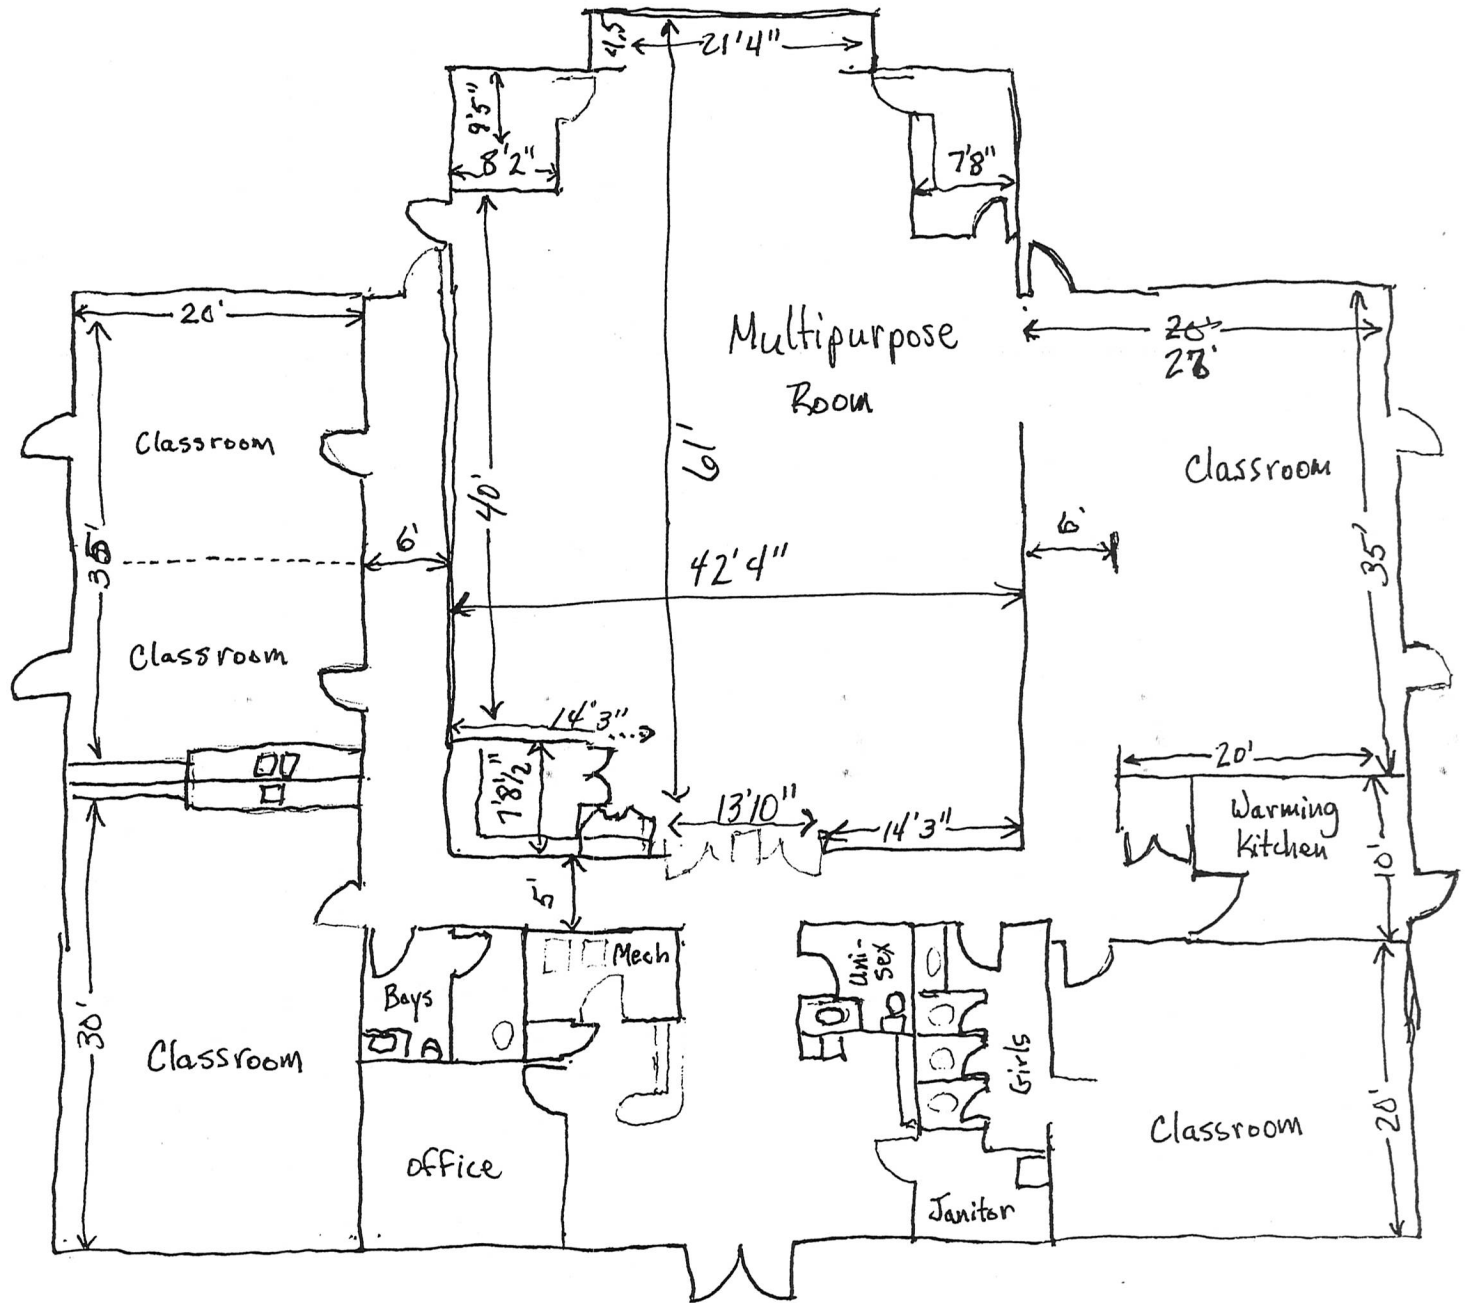 4.5
21'4"
9'5"
8'2"
7'8"
20'
Multipurpose
Room
20'
28'
Classroom
Classroom
40'
61'
36'
6'
42'4"
6'
35'
Classroom
14'3"
7'8½"
13'10"
14'3"
20'
Warming
Kitchen
10'
5'
Mech
Uni-
sex
Boys
30'
Classroom
Girls
Classroom
20'
Office
Janitor